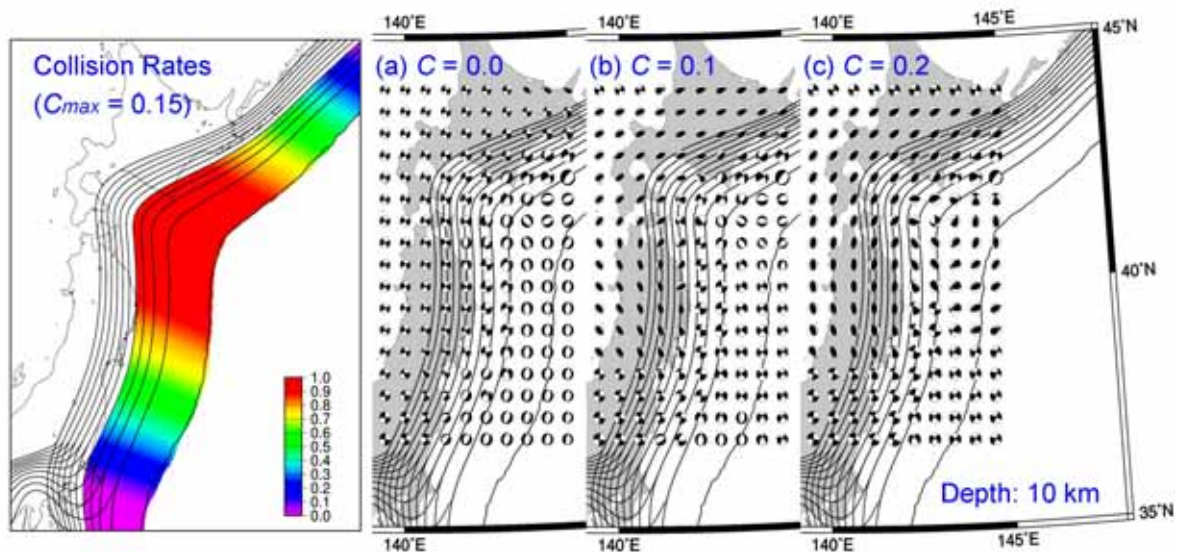 140˚E
145˚E
45˚N
Collision Rates
(Cmax = 0.15)
(a) C = 0.0
(b) C = 0.1
(c) C = 0.2
40˚N
1.0
0.9
0.8
0.7
0.6
0.5
0.4
0.3
0.2
0.1
0.0
Depth: 10 km
35˚N
140˚E
140˚E
140˚E
145˚E